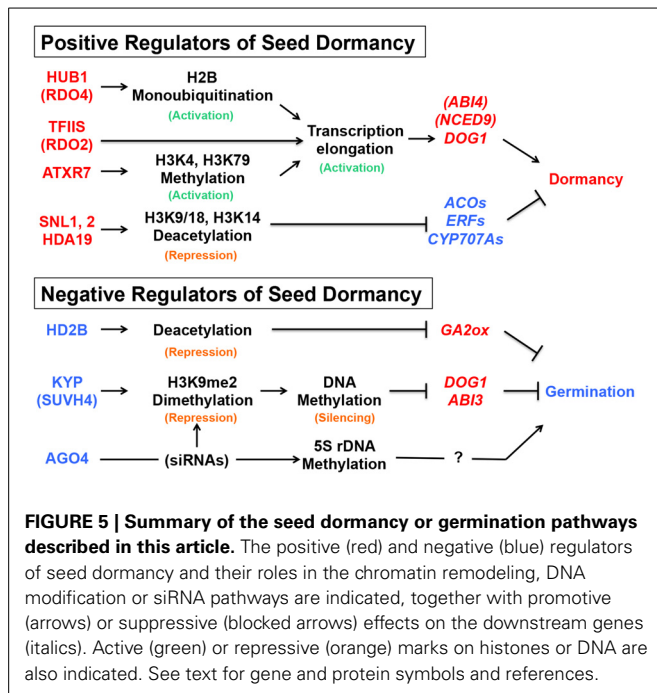 Positive Regulators of Seed Dormancy
HUB1
(RDO4)
H2B
Monoubiquitination
(Activation)
TFIIS
(RDO2)
ATXR7
H3K4, H3K79
Methylation
(Activation)
Transcription
elongation
(Activation)
(ABI4)
(NCED9)
DOG1
Dormancy
SNL1, 2
HDA19
H3K9/18, H3K14
Deacetylation
(Repression)
ACOs
ERFs
CYP707As
Negative Regulators of Seed Dormancy
HD2B
Deacetylation
(Repression)
GA2ox
KYP
(SUVH4)
H3K9me2
Dimethylation
(Repression)
DNA
Methylation
(Silencing)
DOG1
ABI3
Germination
AGO4
(siRNAs)
5S rDNA
Methylation
?
FIGURE 5 | Summary of the seed dormancy or germination pathways
described in this article. The positive (red) and negative (blue) regulators
of seed dormancy and their roles in the chromatin remodeling, DNA
modification or siRNA pathways are indicated, together with promotive
(arrows) or suppressive (blocked arrows) effects on the downstream genes
(italics). Active (green) or repressive (orange) marks on histones or DNA are
also indicated. See text for gene and protein symbols and references.